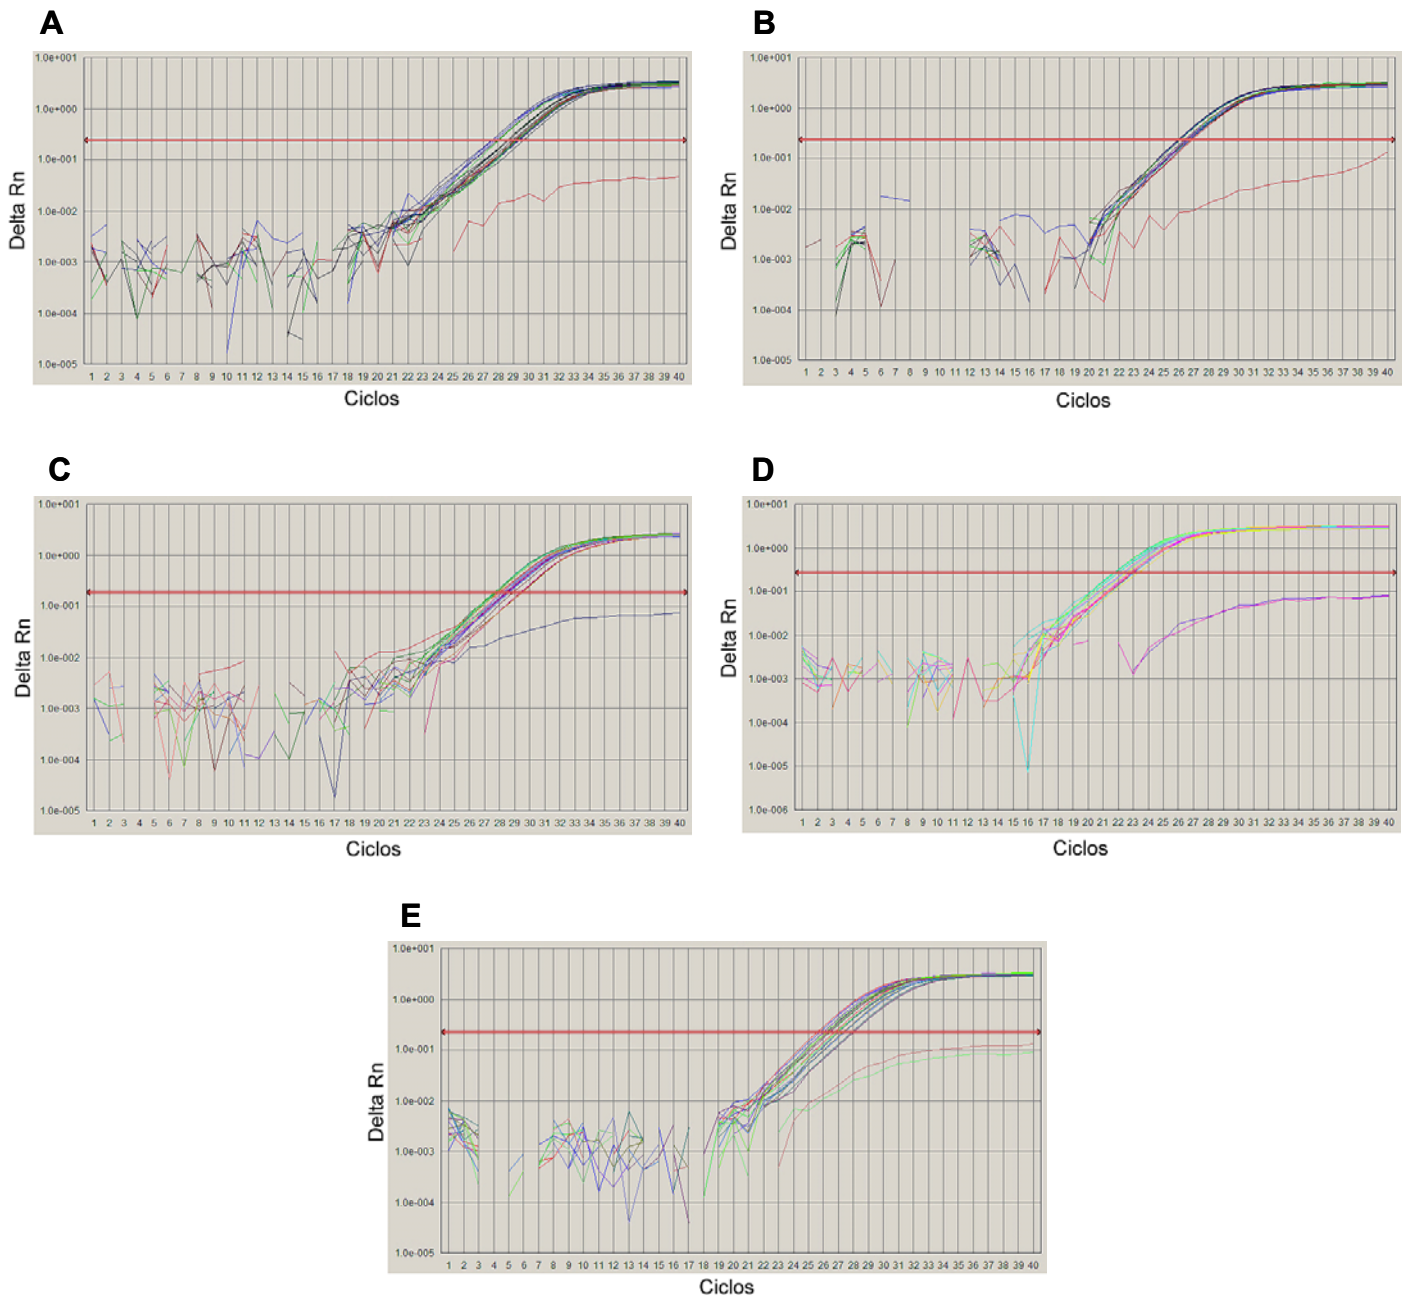 A
1.0e+001
1.0e+000
1.0e-001
1.0e-002
1.0e-003
1.0e-004
1.0e-005
Delta Rn
1 2 3 4 5 6 7 8 9 10 11 12 13 14 15 16 17 18 19 20 21 22 23 24 25 26 27 28 29 30 31 32 33 34 35 36 37 38 39 40
Ciclos
B
1.0e+001
1.0e+000
1.0e-001
1.0e-002
1.0e-003
1.0e-004
1.0e-005
Delta Rn
1 2 3 4 5 6 7 8 9 10 11 12 13 14 15 16 17 18 19 20 21 22 23 24 25 26 27 28 29 30 31 32 33 34 35 36 37 38 39 40
Ciclos
C
1.0e+001
1.0e+000
1.0e-001
1.0e-002
1.0e-003
1.0e-004
1.0e-005
Delta Rn
1 2 3 4 5 6 7 8 9 10 11 12 13 14 15 16 17 18 19 20 21 22 23 24 25 26 27 28 29 30 31 32 33 34 35 36 37 38 39 40
Ciclos
D
1.0e+001
1.0e+000
1.0e-001
1.0e-002
1.0e-003
1.0e-004
1.0e-005
1.0e-006
Delta Rn
1 2 3 4 5 6 7 8 9 10 11 12 13 14 15 16 17 18 19 20 21 22 23 24 25 26 27 28 29 30 31 32 33 34 35 36 37 38 39 40
Ciclos
E
1.0e+001
1.0e+000
1.0e-001
1.0e-002
1.0e-003
1.0e-004
1.0e-005
Delta Rn
1 2 3 4 5 6 7 8 9 10 11 12 13 14 15 16 17 18 19 20 21 22 23 24 25 26 27 28 29 30 31 32 33 34 35 36 37 38 39 40
Ciclos